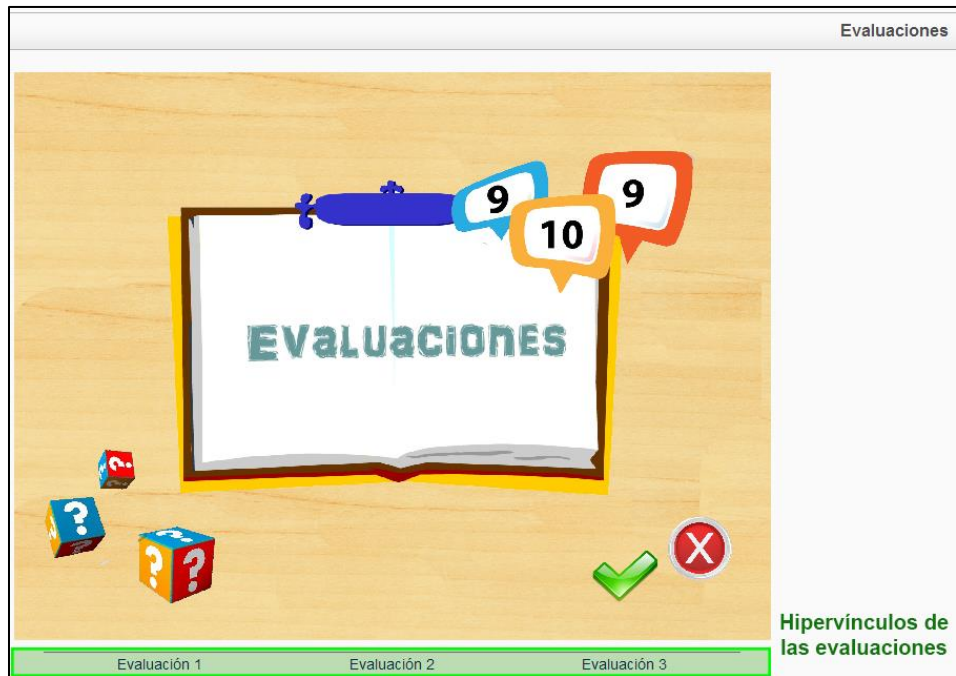 Evaluaciones
9
9
10
EVALUACIONES
?
?
?
?
?
?
X
Hipervínculos de
las evaluaciones
Evaluación 1 Evaluación 2 Evaluación 3